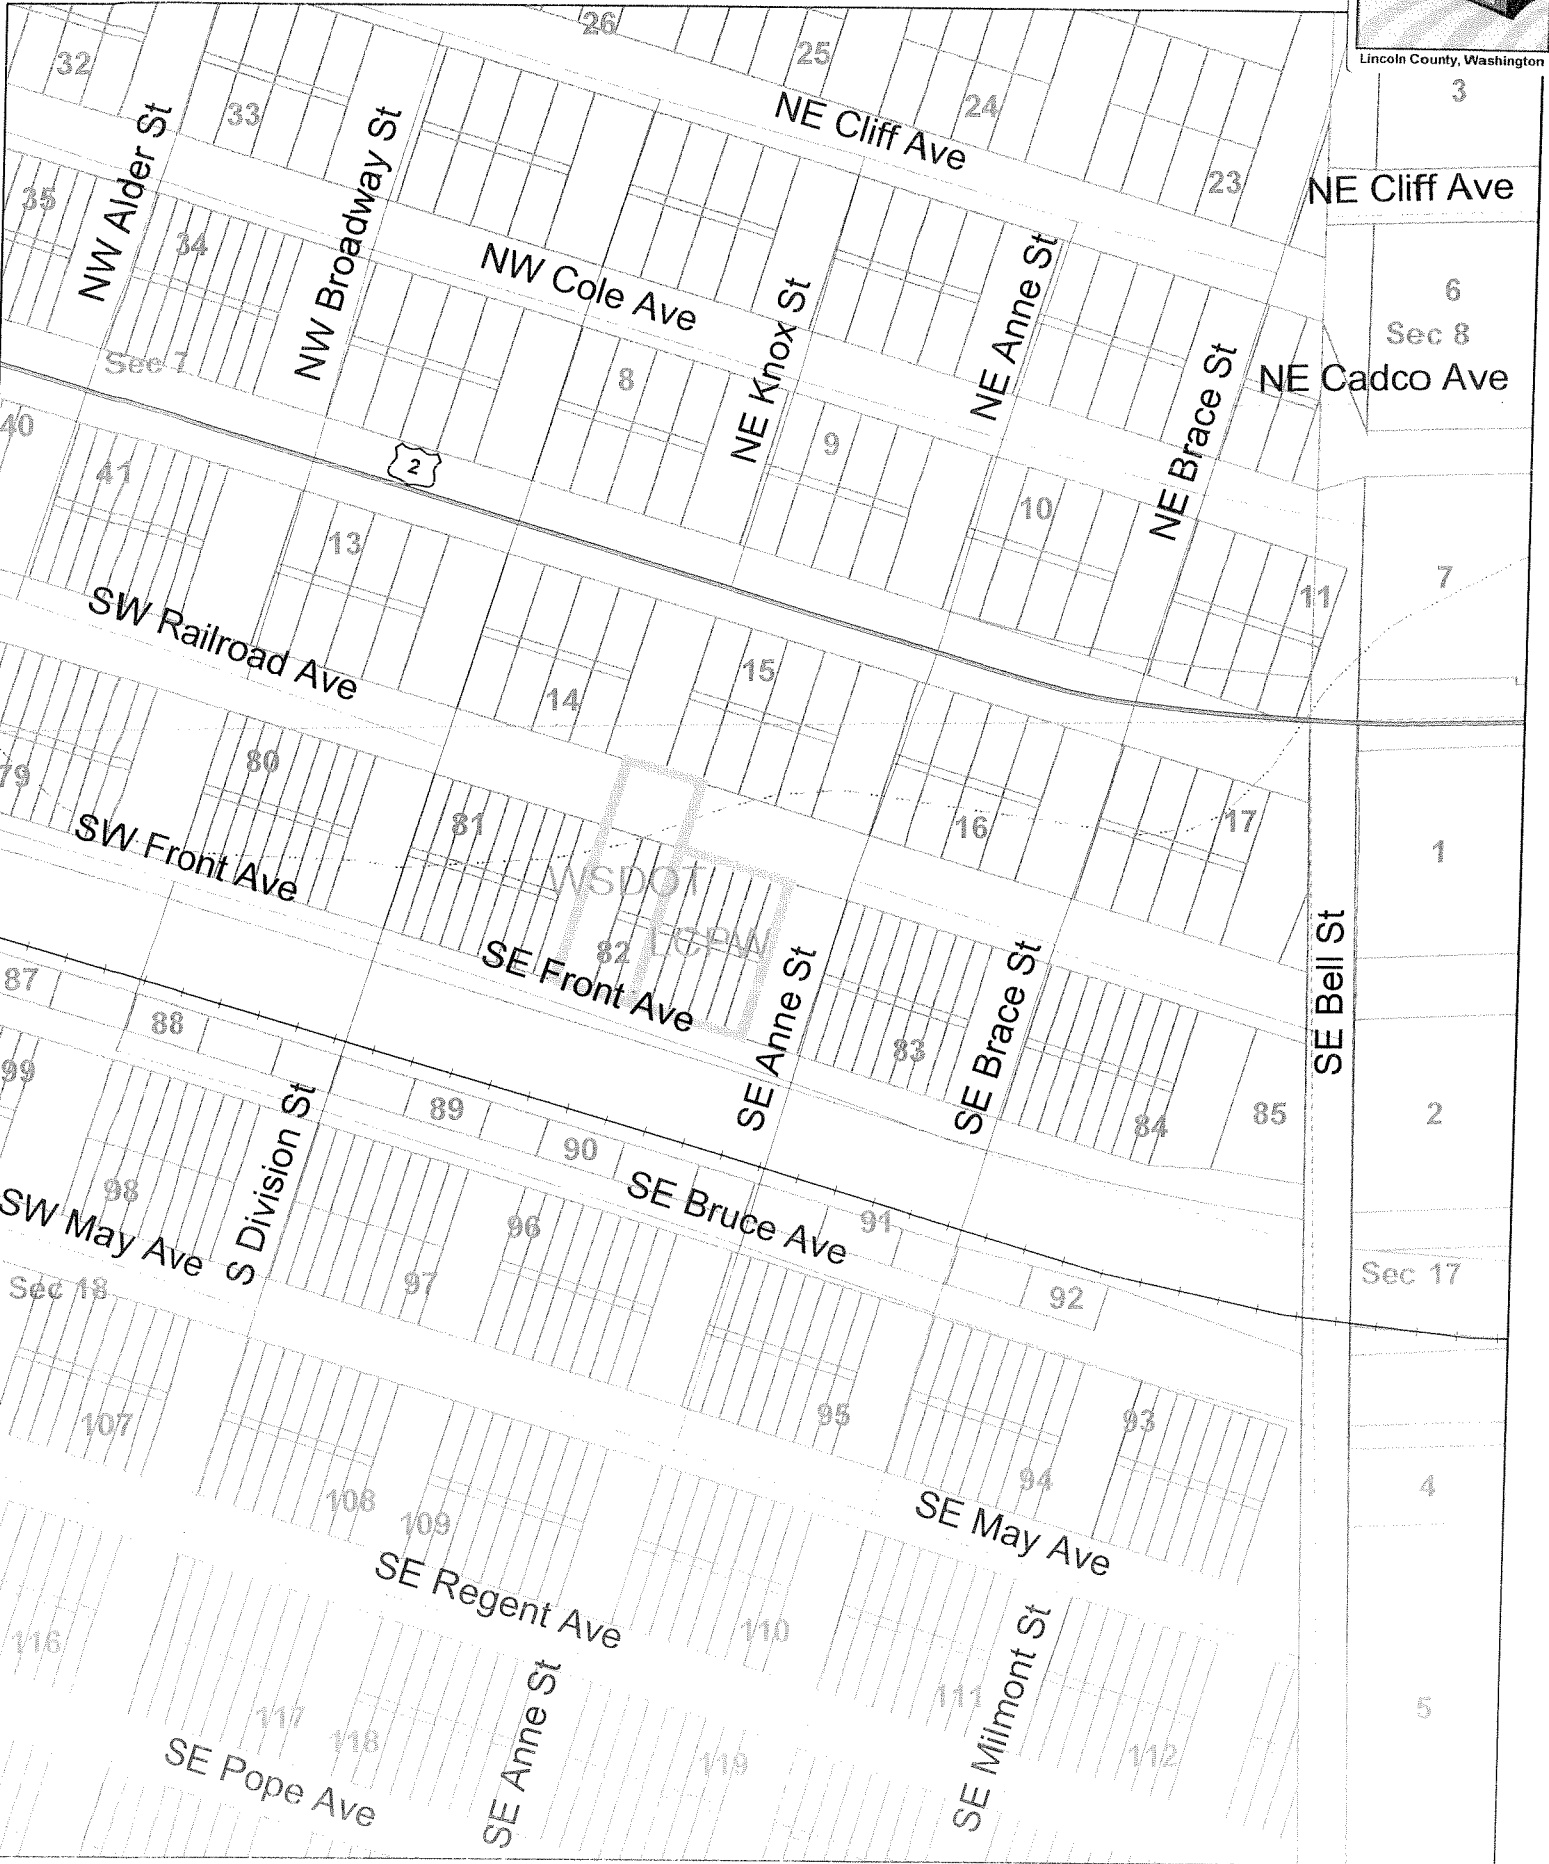 26
25
32
Lincoln County, Washington
3
24
33
NE Cliff Ave
NW Alder St
NW Broadway St
23
NE Cliff Ave
35
34
NW Cole Ave
NE Knox St
NE Anne St
6
Sec 8
NE Cadco Ave
NE Brace St
Sec 7
8
40
9
2
41
10
13
7
11
SW Railroad Ave
15
14
80
79
81
16
17
SW Front Ave
1
WSDOT
LCPW
82
SE Front Ave
SE Anne St
SE Brace St
SE Bell St
87
88
83
99
89
84
85
2
90
S Division St
98
SE Bruce Ave
91
SW May Ave
96
Sec 18
97
92
Sec 17
107
95
93
94
4
108
109
SE May Ave
SE Regent Ave
110
116
SE Anne St
111
SE Milmont St
5
117
118
119
112
SE Pope Ave